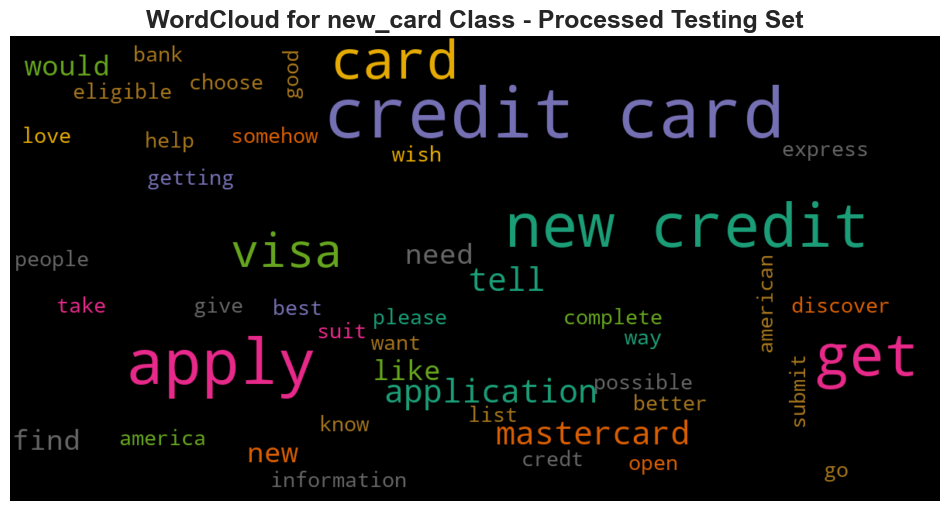 WordCloud for new_card Class - Processed Testing Set
would
bank
eligible
choose
good
card
credit card
love
help
somehow
wish
express
getting
new credit
visa
need
people
tell
take
give
best
please
suit
want
complete
way
american
discover
apply
like
get
application
possible
list
better
submit
know
mastercard
find
america
new
credt
open
information
go